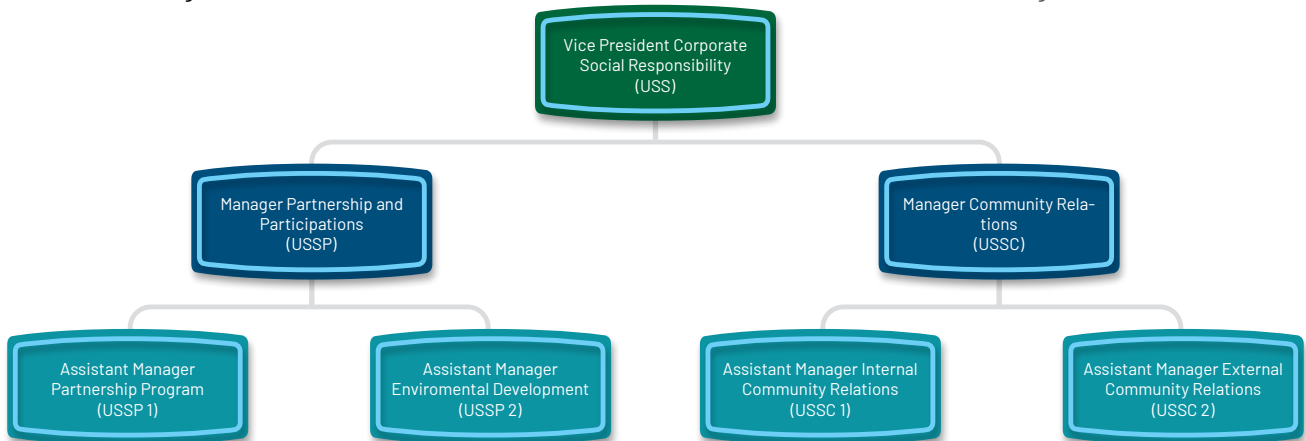 Vice President Corporate
Social Responsibility
(USS)
Manager Partnership and
Participations
(USSP)
Manager Community Rela-
tions
(USSC)
Assistant Manager
Partnership Program
(USSP 1)
Assistant Manager
Enviromental Development
(USSP 2)
Assistant Manager Internal
Community Relations
(USSC 1)
Assistant Manager External
Community Relations
(USSC 2)